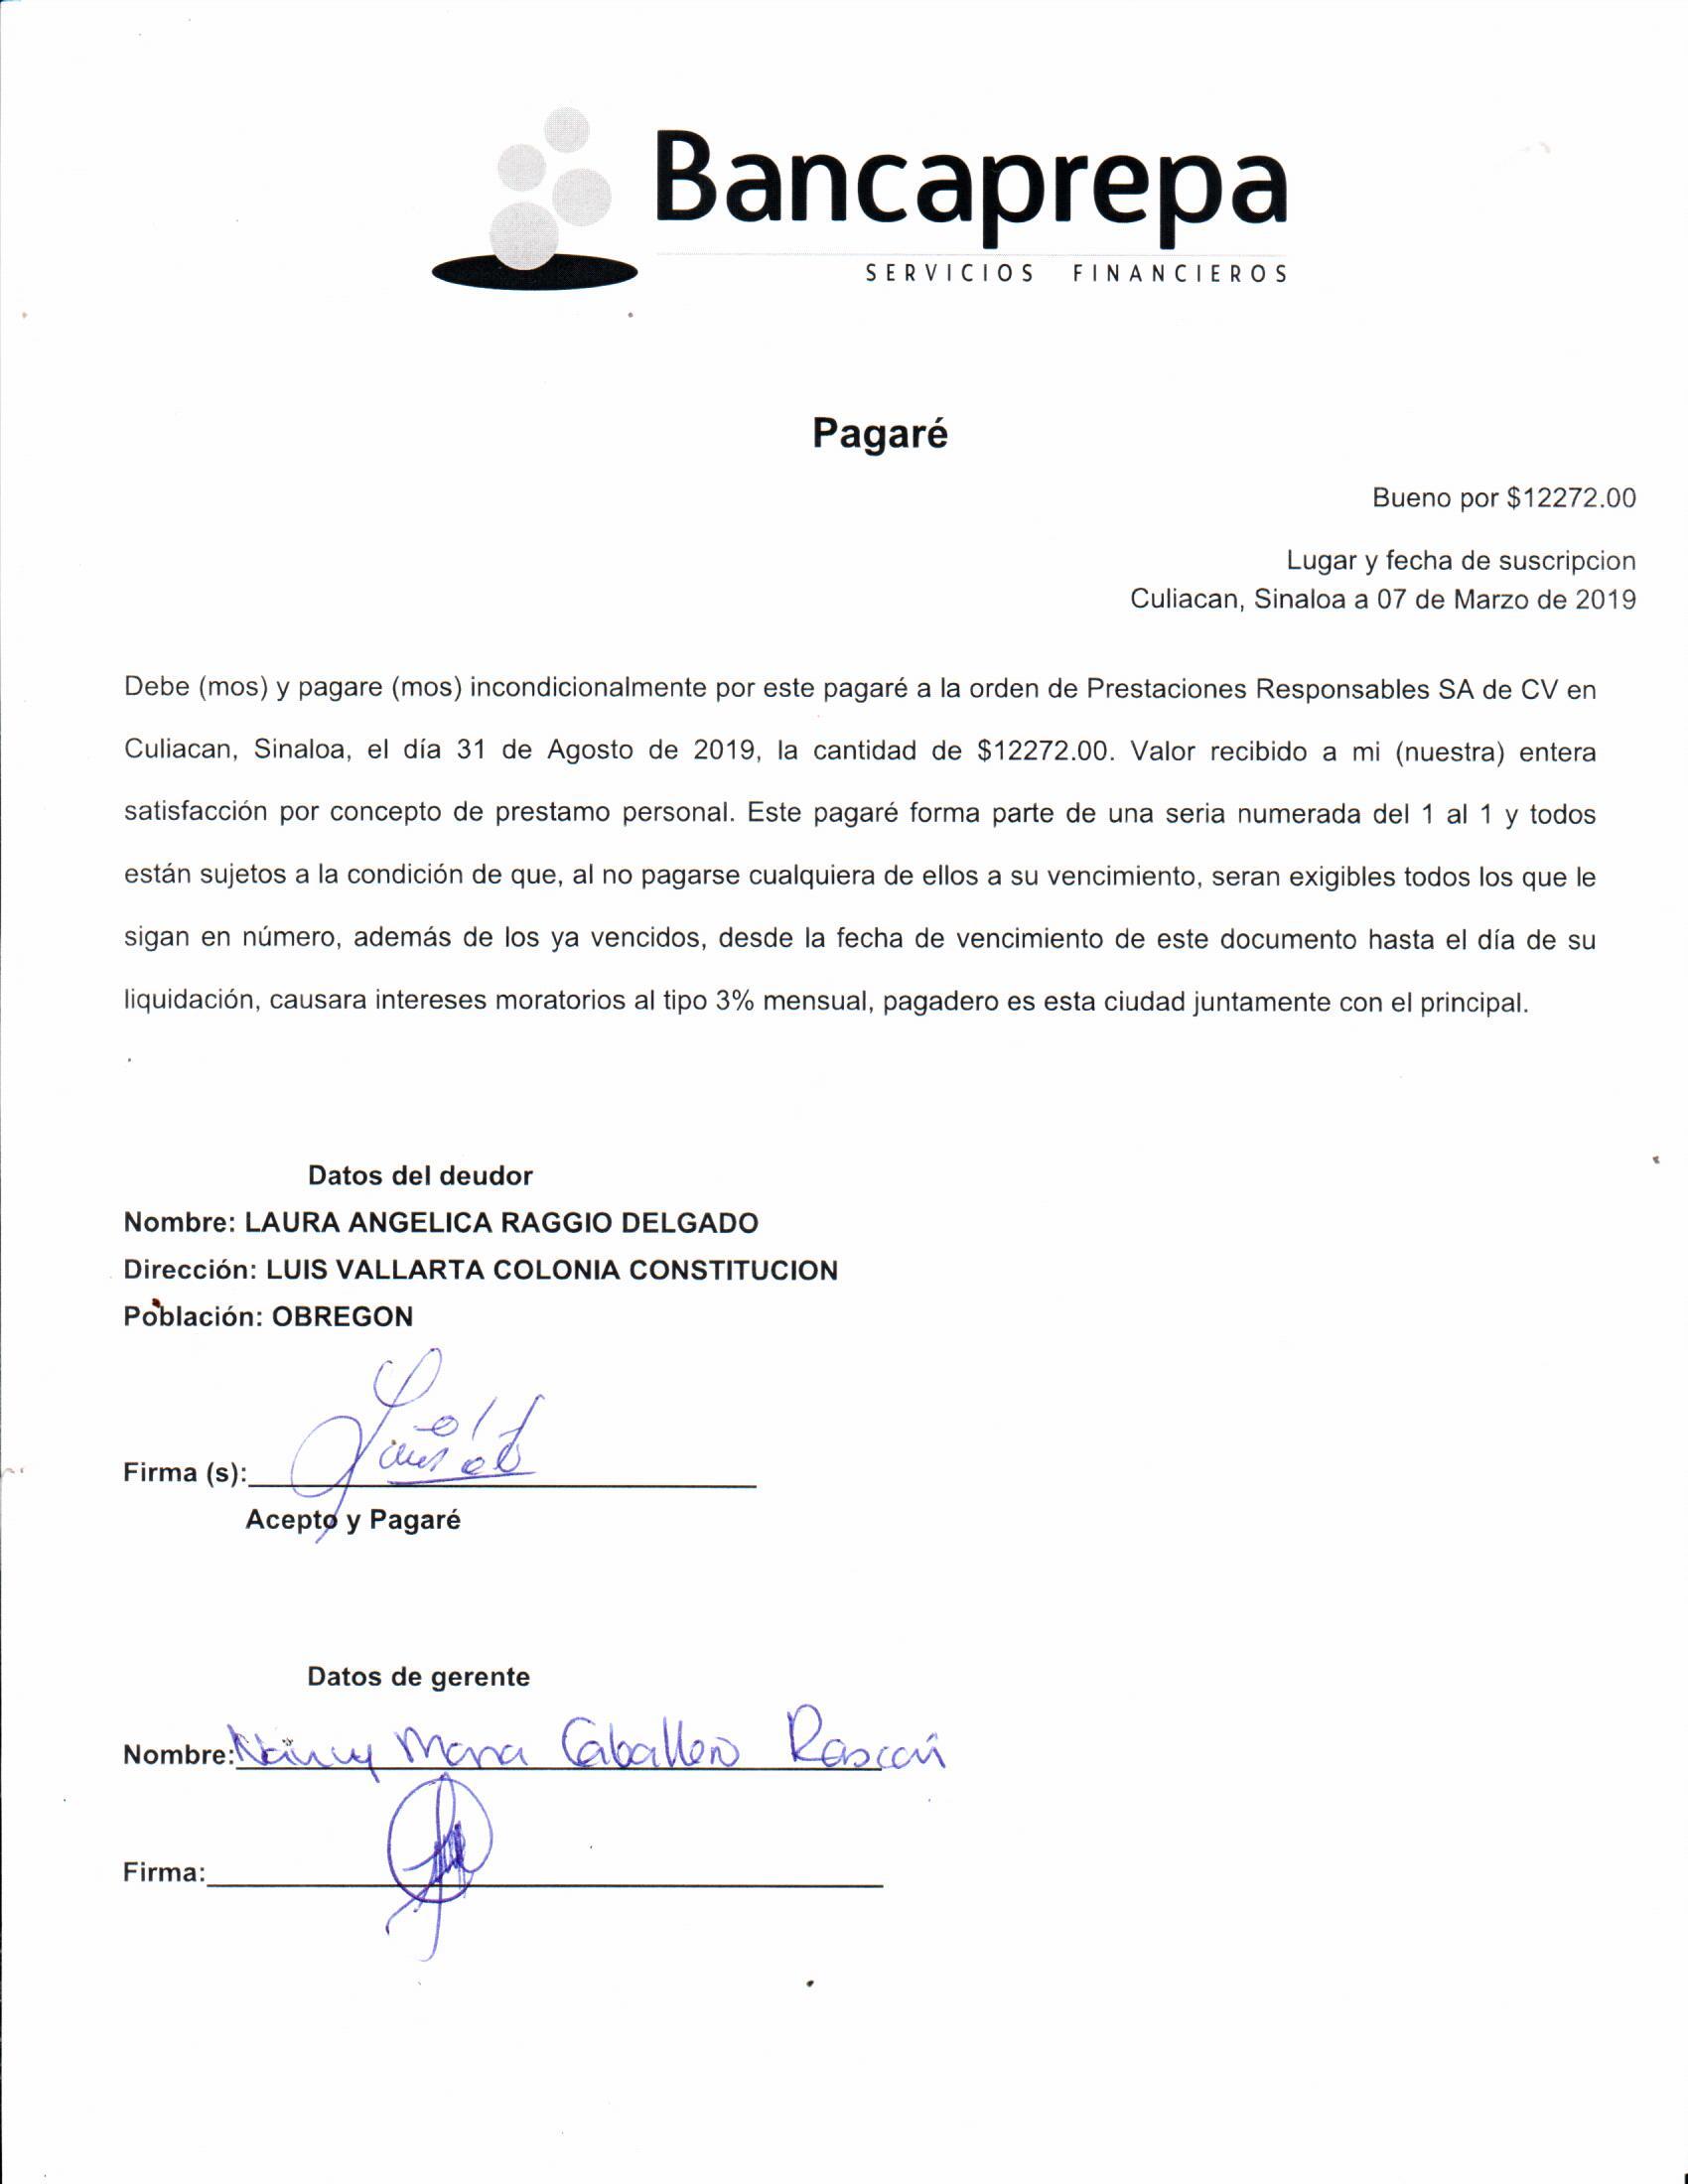 Bancaprepa
SERVICIOS FINANCIEROS
Pagaré
Bueno por $12272.00
Lugar y fecha de suscripcion
Culiacan, Sinaloa a 07 de Marzo de 2019
Debe (mos) y pagare (mos) incondicionalmente por este pagaré a la orden de Prestaciones Responsables SA de CV en
Culiacan, Sinaloa, el día 31 de Agosto de 2019, la cantidad de $12272.00. Valor recibido a mi (nuestra) entera
satisfacción por concepto de prestamo personal. Este pagaré forma parte de una seria numerada del 1 al 1 y todos
están sujetos a la condición de que, al no pagarse cualquiera de ellos a su vencimiento, seran exigibles todos los que le
sigan en número, además de los ya vencidos, desde la fecha de vencimiento de este documento hasta el día de su
liquidación, causara intereses moratorios al tipo 3% mensual, pagadero es esta ciudad juntamente con el principal.
Datos del deudor
Nombre: LAURA ANGELICA RAGGIO DELGADO
Dirección: LUIS VALLARTA COLONIA CONSTITUCION
Población: OBREGON
Firma (s):
Acepto y Pagaré
Datos de gerente
Nombre: Nancy Maria Caballero Rascon
Firma: